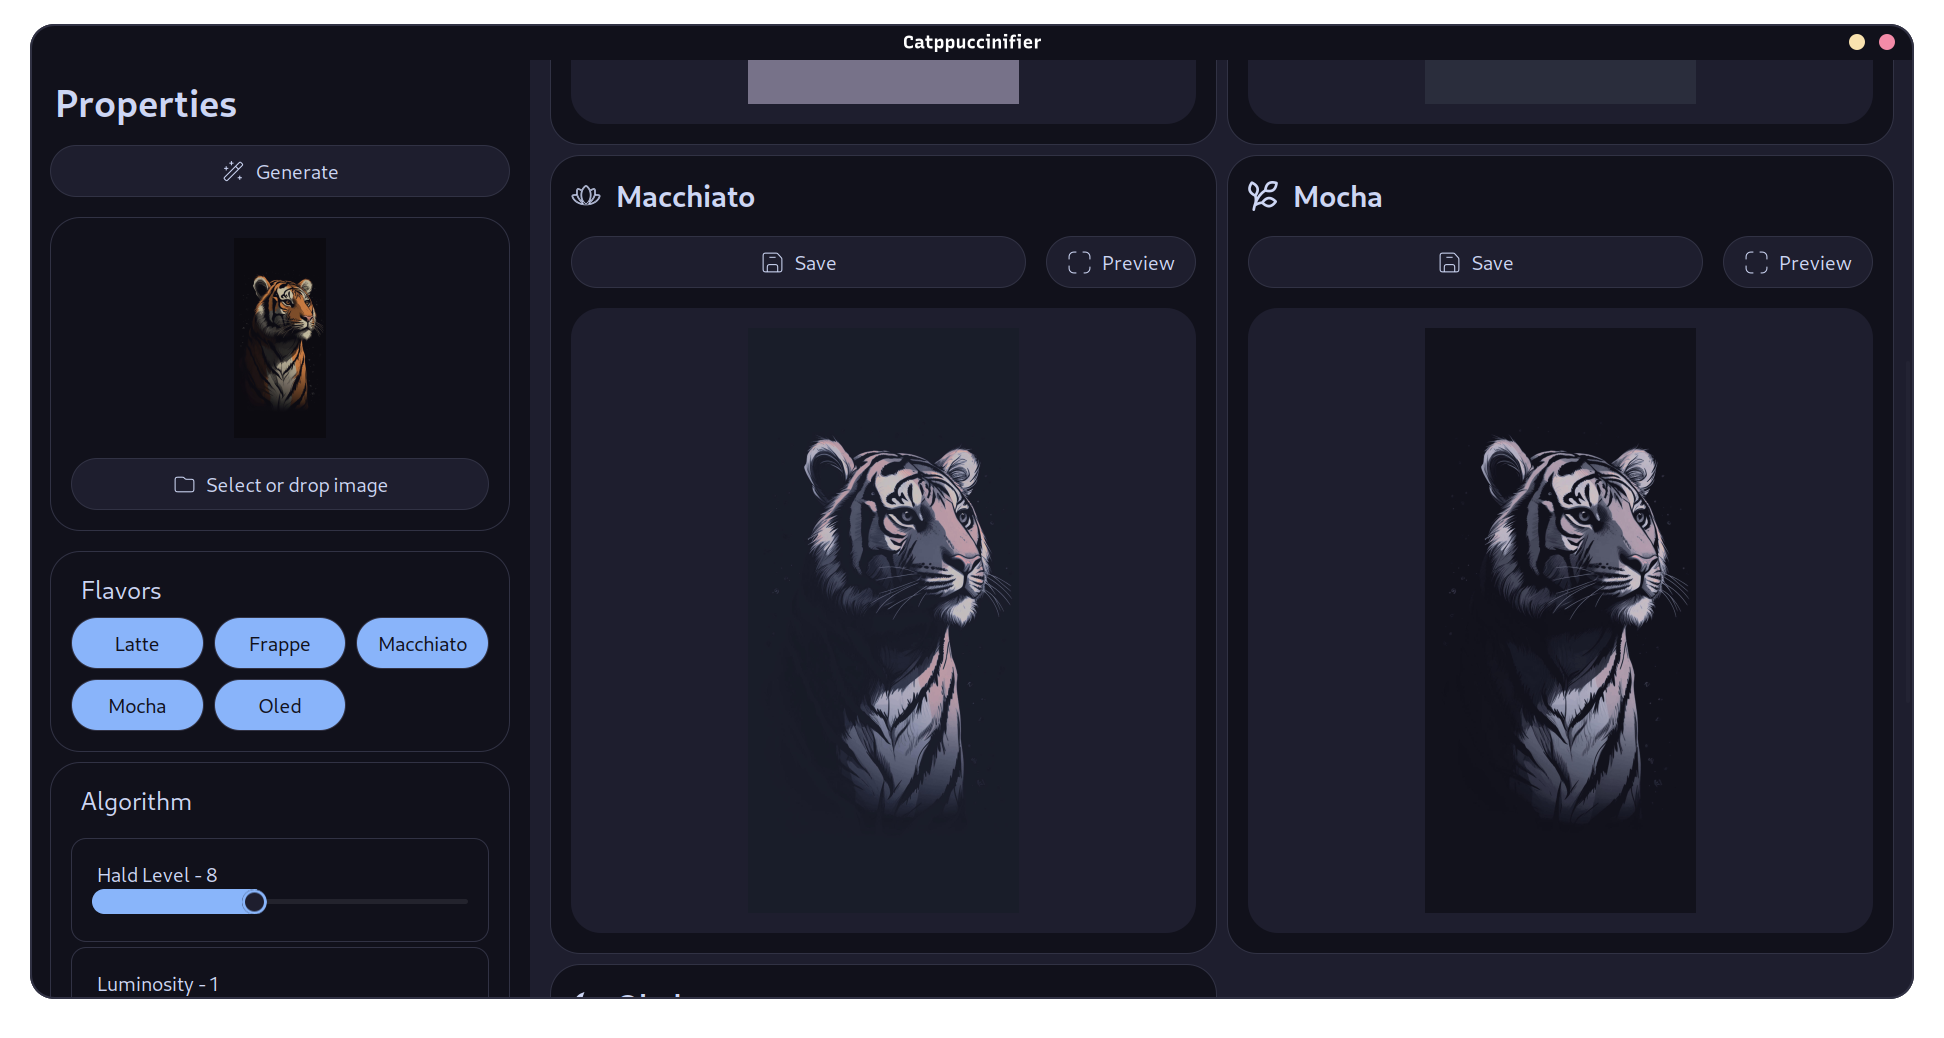 Catppuccinifier
Properties
Generate
Select or drop image
Flavors
Latte
Frappe
Macchiato
Mocha
Oled
Algorithm
Hald Level - 8
Luminosity - 1
Macchiato
Save
Preview
Mocha
Save
Preview